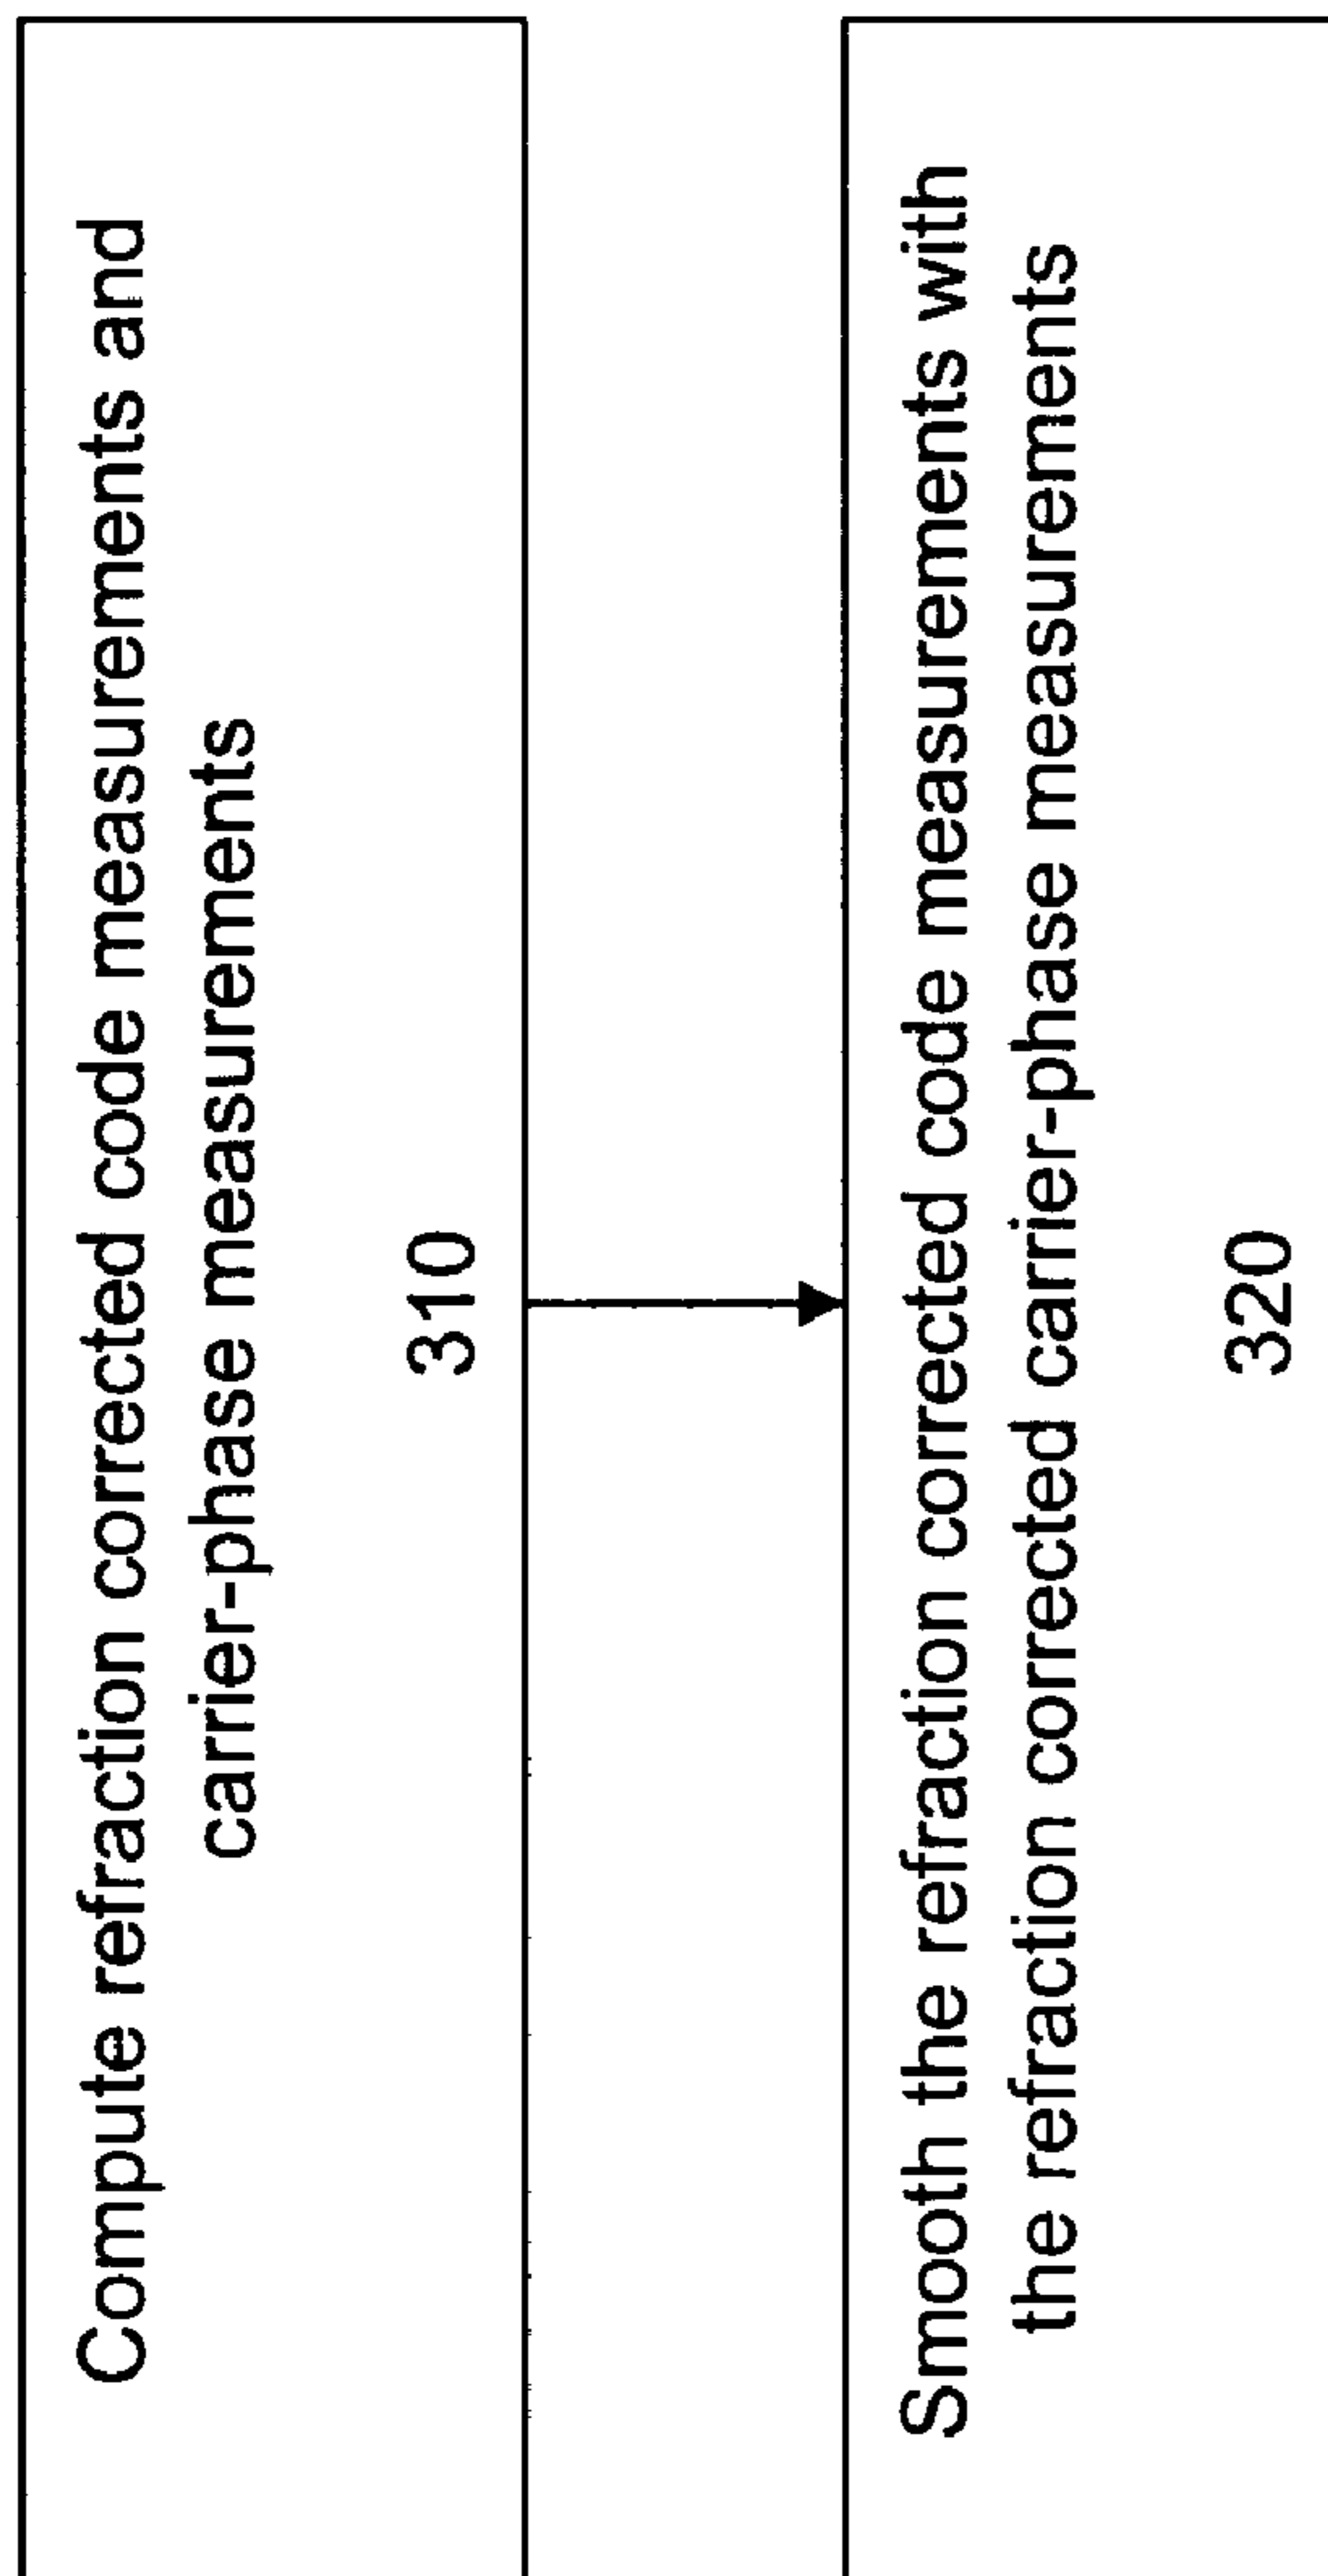 Compute refraction corrected code measurements and
carrier-phase measurements
310
Smooth the refraction corrected code measurements with
the refraction corrected carrier-phase measurements
320